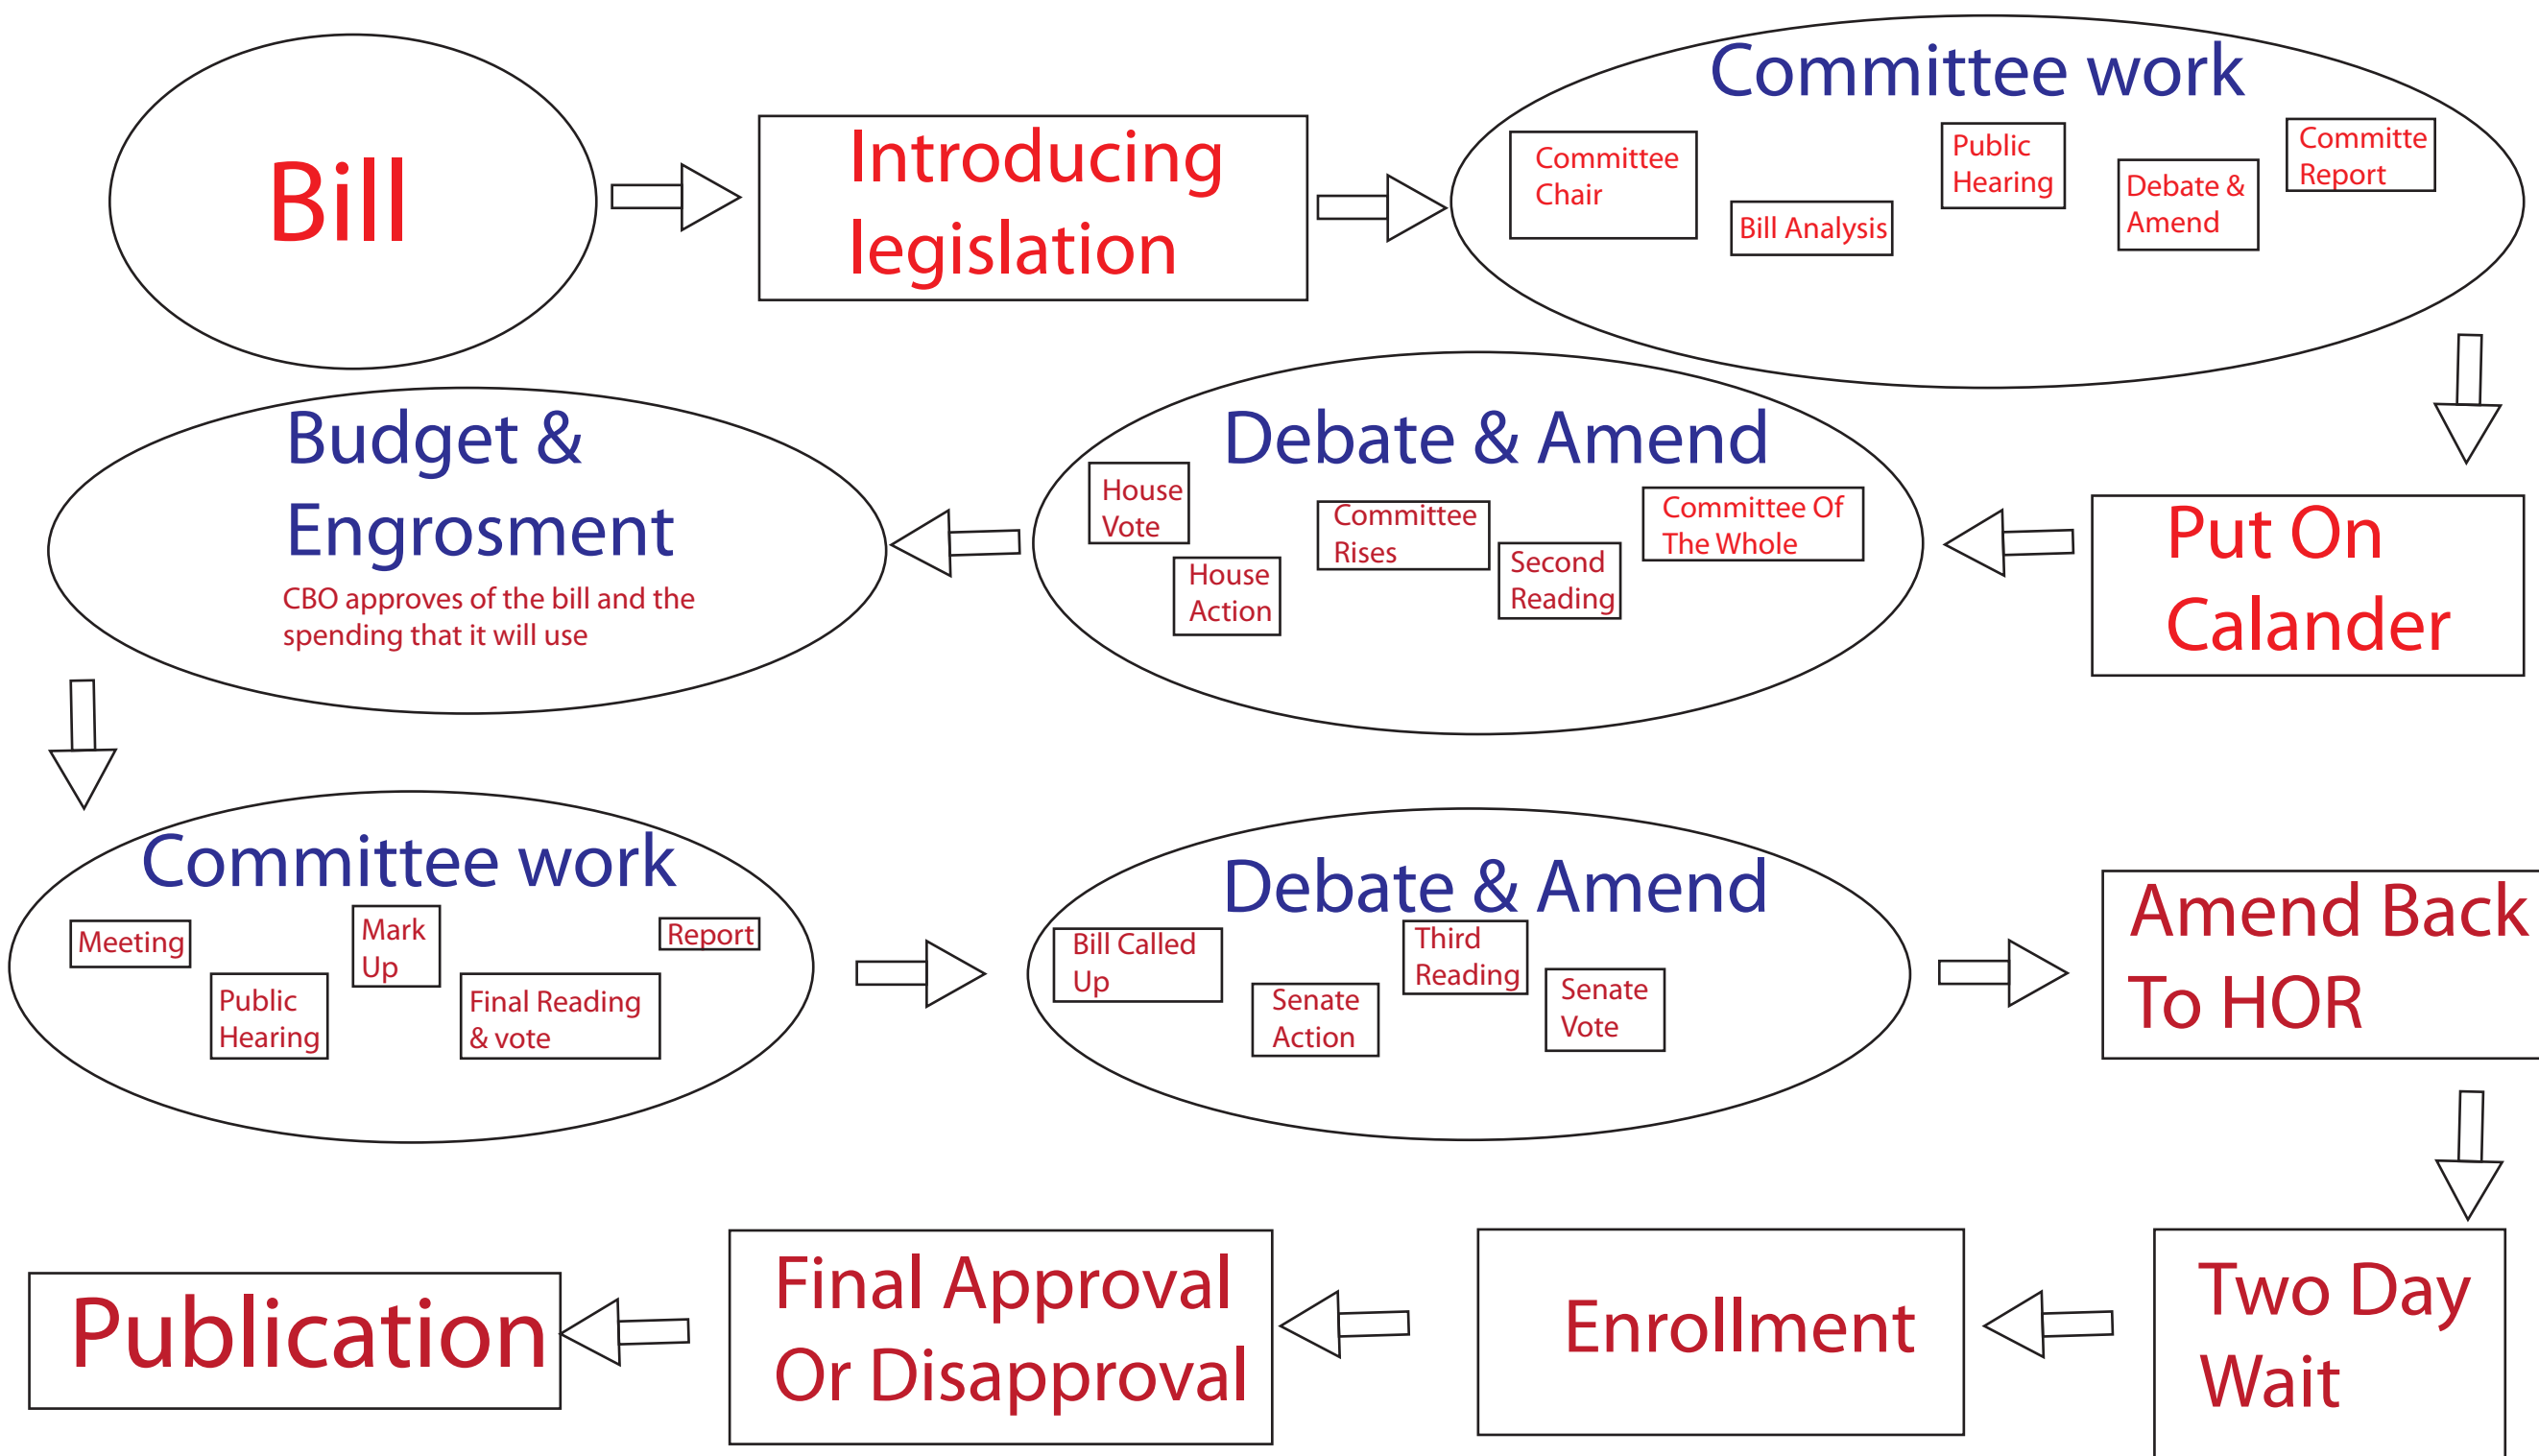 Bill
Introducing
legislation
Committee work
Committee
Chair
Bill Analysis
Public
Hearing
Debate &
Amend
Committe
Report
Put On
Calander
Debate & Amend
Committee Of
The Whole
Second
Reading
Committee
Rises
House
Action
House
Vote
Budget &
Engrosment
CBO approves of the bill and the
spending that it will use
Committee work
Meeting
Public
Hearing
Mark
Up
Final Reading
& vote
Report
Debate & Amend
Bill Called
Up
Senate
Action
Third
Reading
Senate
Vote
Amend Back
To HOR
Two Day
Wait
Enrollment
Final Approval
Or Disapproval
Publication